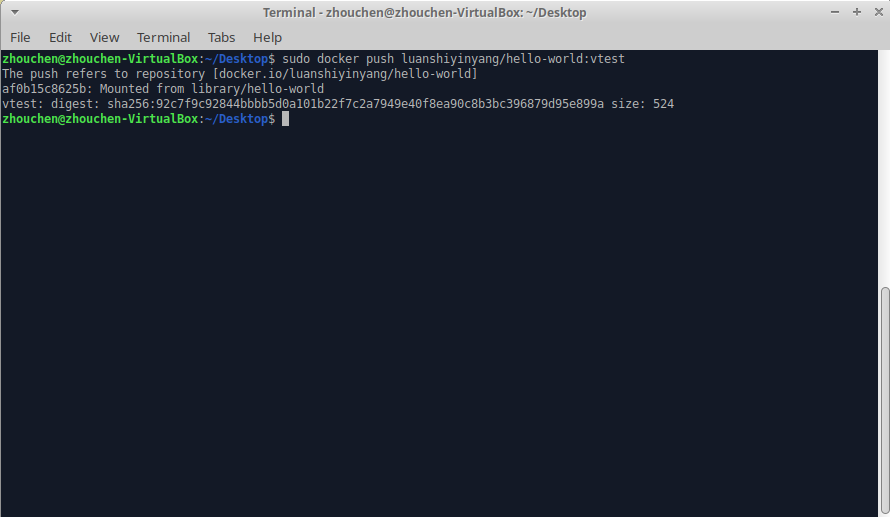 Terminal - zhouchen@zhouchen-VirtualBox: ~/Desktop
File Edit View Terminal Tabs Help
zhouchen@zhouchen-VirtualBox:~/Desktop$ sudo docker push luanshiyinyang/hello-world:vtest
The push refers to repository [docker.io/luanshiyinyang/hello-world]
af0b15c8625b: Mounted from library/hello-world
vtest: digest: sha256:92c7f9c92844bbbb5d0a101b22f7c2a7949e40f8ea90c8b3bc396879d95e899a size: 524
zhouchen@zhouchen-VirtualBox:~/Desktop$